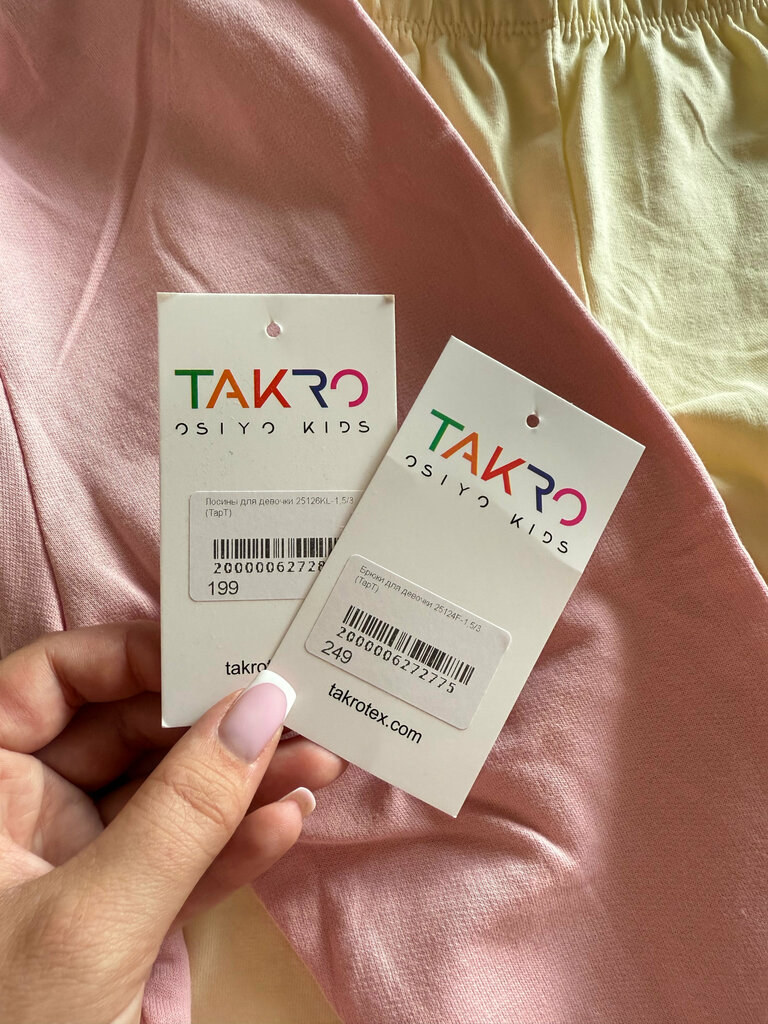 TAKRO
OSIYO KIDS
Лосины для девочки 25126KL-1,5/3
(ТарТ)
20000062728
199
takrot
TAKRO
OSIYO KIDS
Брюки для девочки 25124F-1,5/3
(ТарТ)
2000006272775
249
takrotex.com